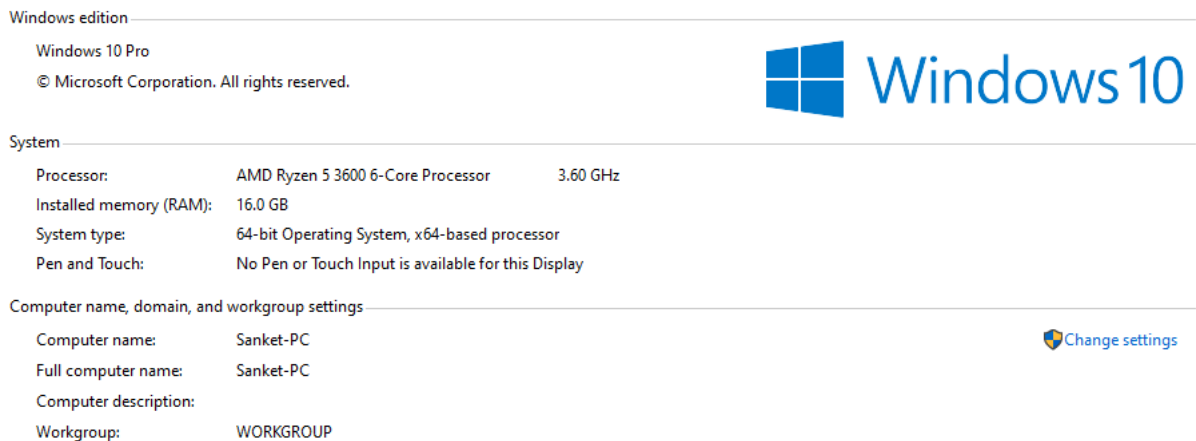 Windows edition
Windows 10 Pro
© Microsoft Corporation. All rights reserved.
Windows 10
System
Processor: AMD Ryzen 5 3600 6-Core Processor 3.60 GHz
Installed memory (RAM): 16.0 GB
System type: 64-bit Operating System, x64-based processor
Pen and Touch: No Pen or Touch Input is available for this Display
Computer name, domain, and workgroup settings
Computer name: Sanket-PC Change settings
Full computer name: Sanket-PC
Computer description:
Workgroup: WORKGROUP